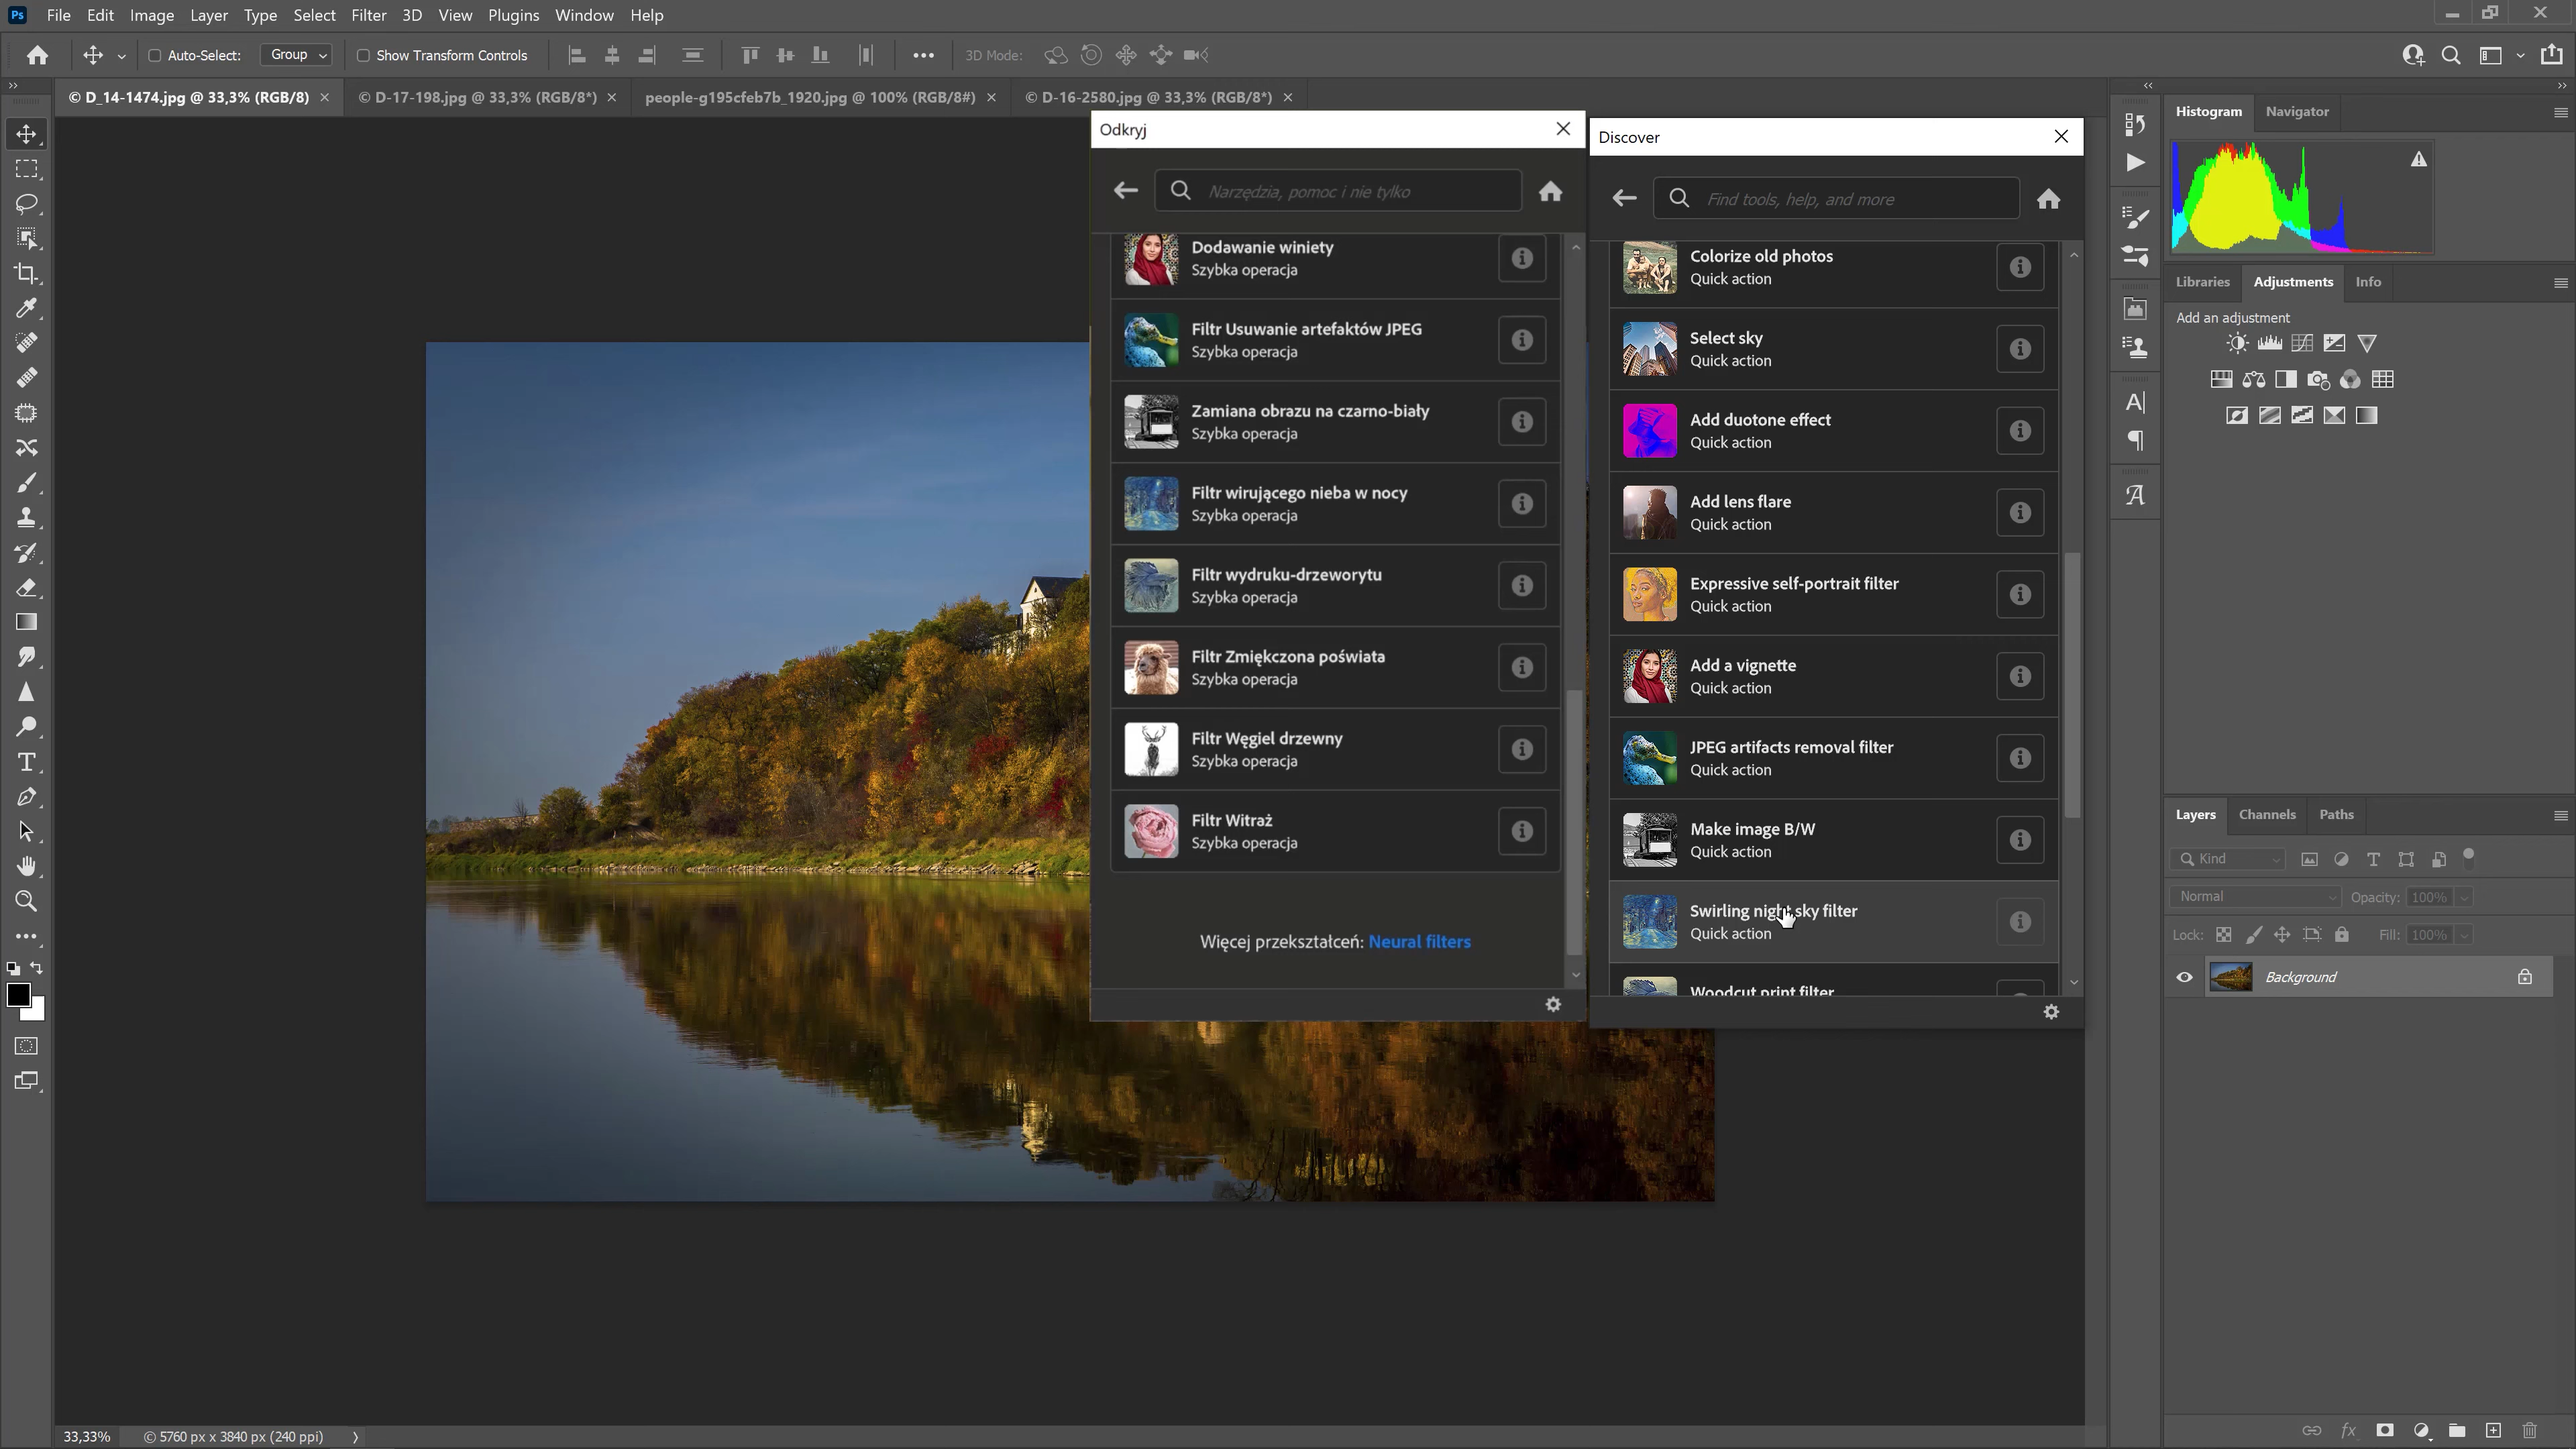 Ps File Edit Image Layer Type Select Filter 3D View Plugins Window Help
Auto-Select: Group Show Transform Controls 3D Mode:
© D_14-1474.jpg @ 33,3% (RGB/8) © D-17-198.jpg @ 33,3% (RGB/8*) people-g195cfeb7b_1920.jpg @ 100% (RGB/8#) © D-16-2580.jpg @ 33,3% (RGB/8*)
Odkryj
Narzędzia, pomoc i nie tylko
Dodawanie winiety
Szybka operacja
Filtr Usuwanie artefaktów JPEG
Szybka operacja
Zamiana obrazu na czarno-biały
Szybka operacja
Filtr wirującego nieba w nocy
Szybka operacja
Filtr wydruku-drzeworytu
Szybka operacja
Filtr Zmiękczona poświata
Szybka operacja
Filtr Węgiel drzewny
Szybka operacja
Filtr Witraż
Szybka operacja
Więcej przekształceń: Neural filters
Discover
Find tools, help, and more
Colorize old photos
Quick action
Select sky
Quick action
Add duotone effect
Quick action
Add lens flare
Quick action
Expressive self-portrait filter
Quick action
Add a vignette
Quick action
JPEG artifacts removal filter
Quick action
Make image B/W
Quick action
Swirling night sky filter
Quick action
Woodcut print filter
Histogram Navigator
Libraries Adjustments Info
Add an adjustment
Layers Channels Paths
Kind
Normal Opacity: 100%
Lock: Fill: 100%
Background
33,33% © 5760 px x 3840 px (240 ppi)